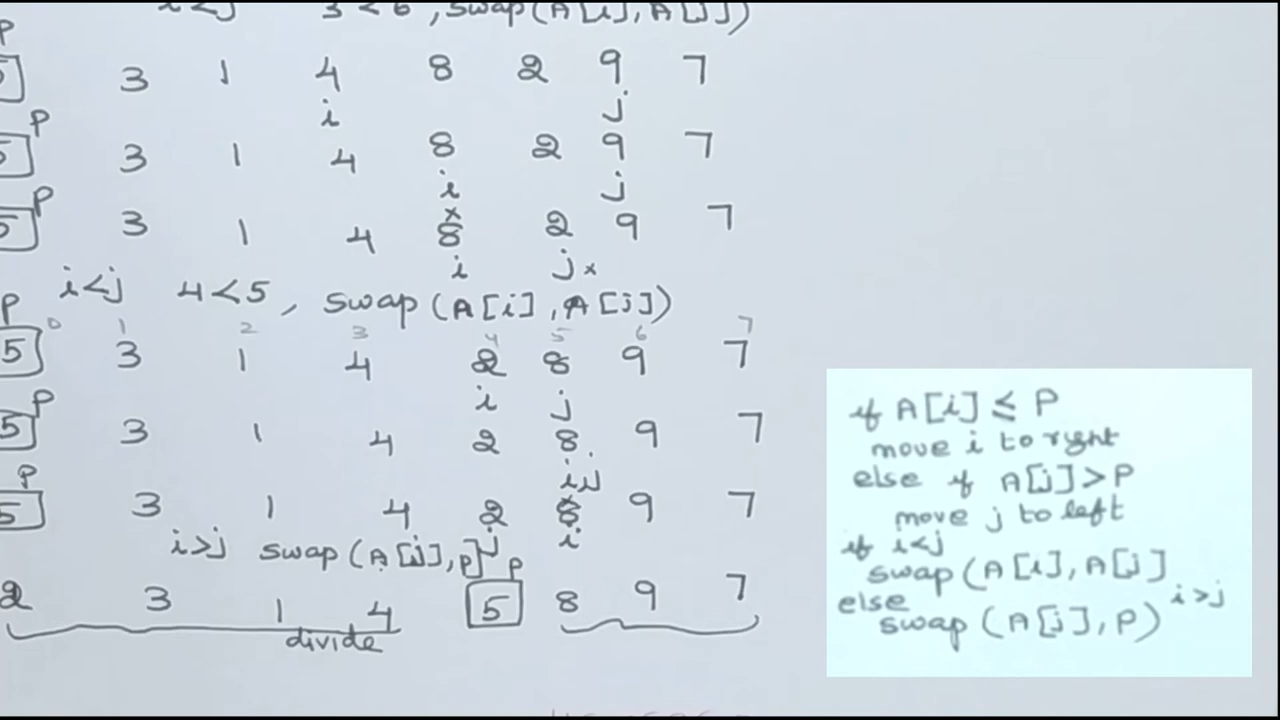 i<j 3<6 , swap(A[i], A[j])
P
5 3 1 4 8 2 9 7
i j
P
5 3 1 4 8 2 9 7
i j
P
5 3 1 4 8 2 9 7
i j×
i<j 4<5 , swap(A[i], A[j])
P
0 1 2 3 4 5 6 7
5 3 1 4 2 8 9 7
i j
P
5 3 1 4 2 8 9 7
i,j
P
5 3 1 4 2 8 9 7
j i
i>j swap(A[j],P]
P
2 3 1 4 5 8 9 7
divide
if A[i] ≤ P
move i to right
else if A[j]>P
move j to left
if i<j
swap(A[i], A[j]
else i>j
swap (A[j], P)